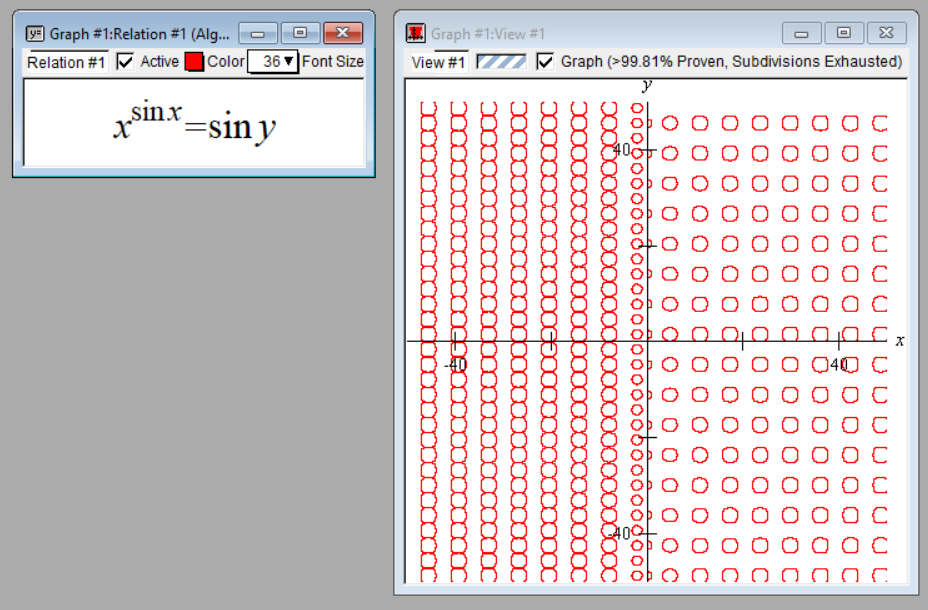 Graph #1:Relation #1 (Alg...
Relation #1 Active Color 36 Font Size
x^{sin x}=sin y
Graph #1:View #1
View #1 Graph (>99.81% Proven, Subdivisions Exhausted)
y
40
x
-40 40
-40